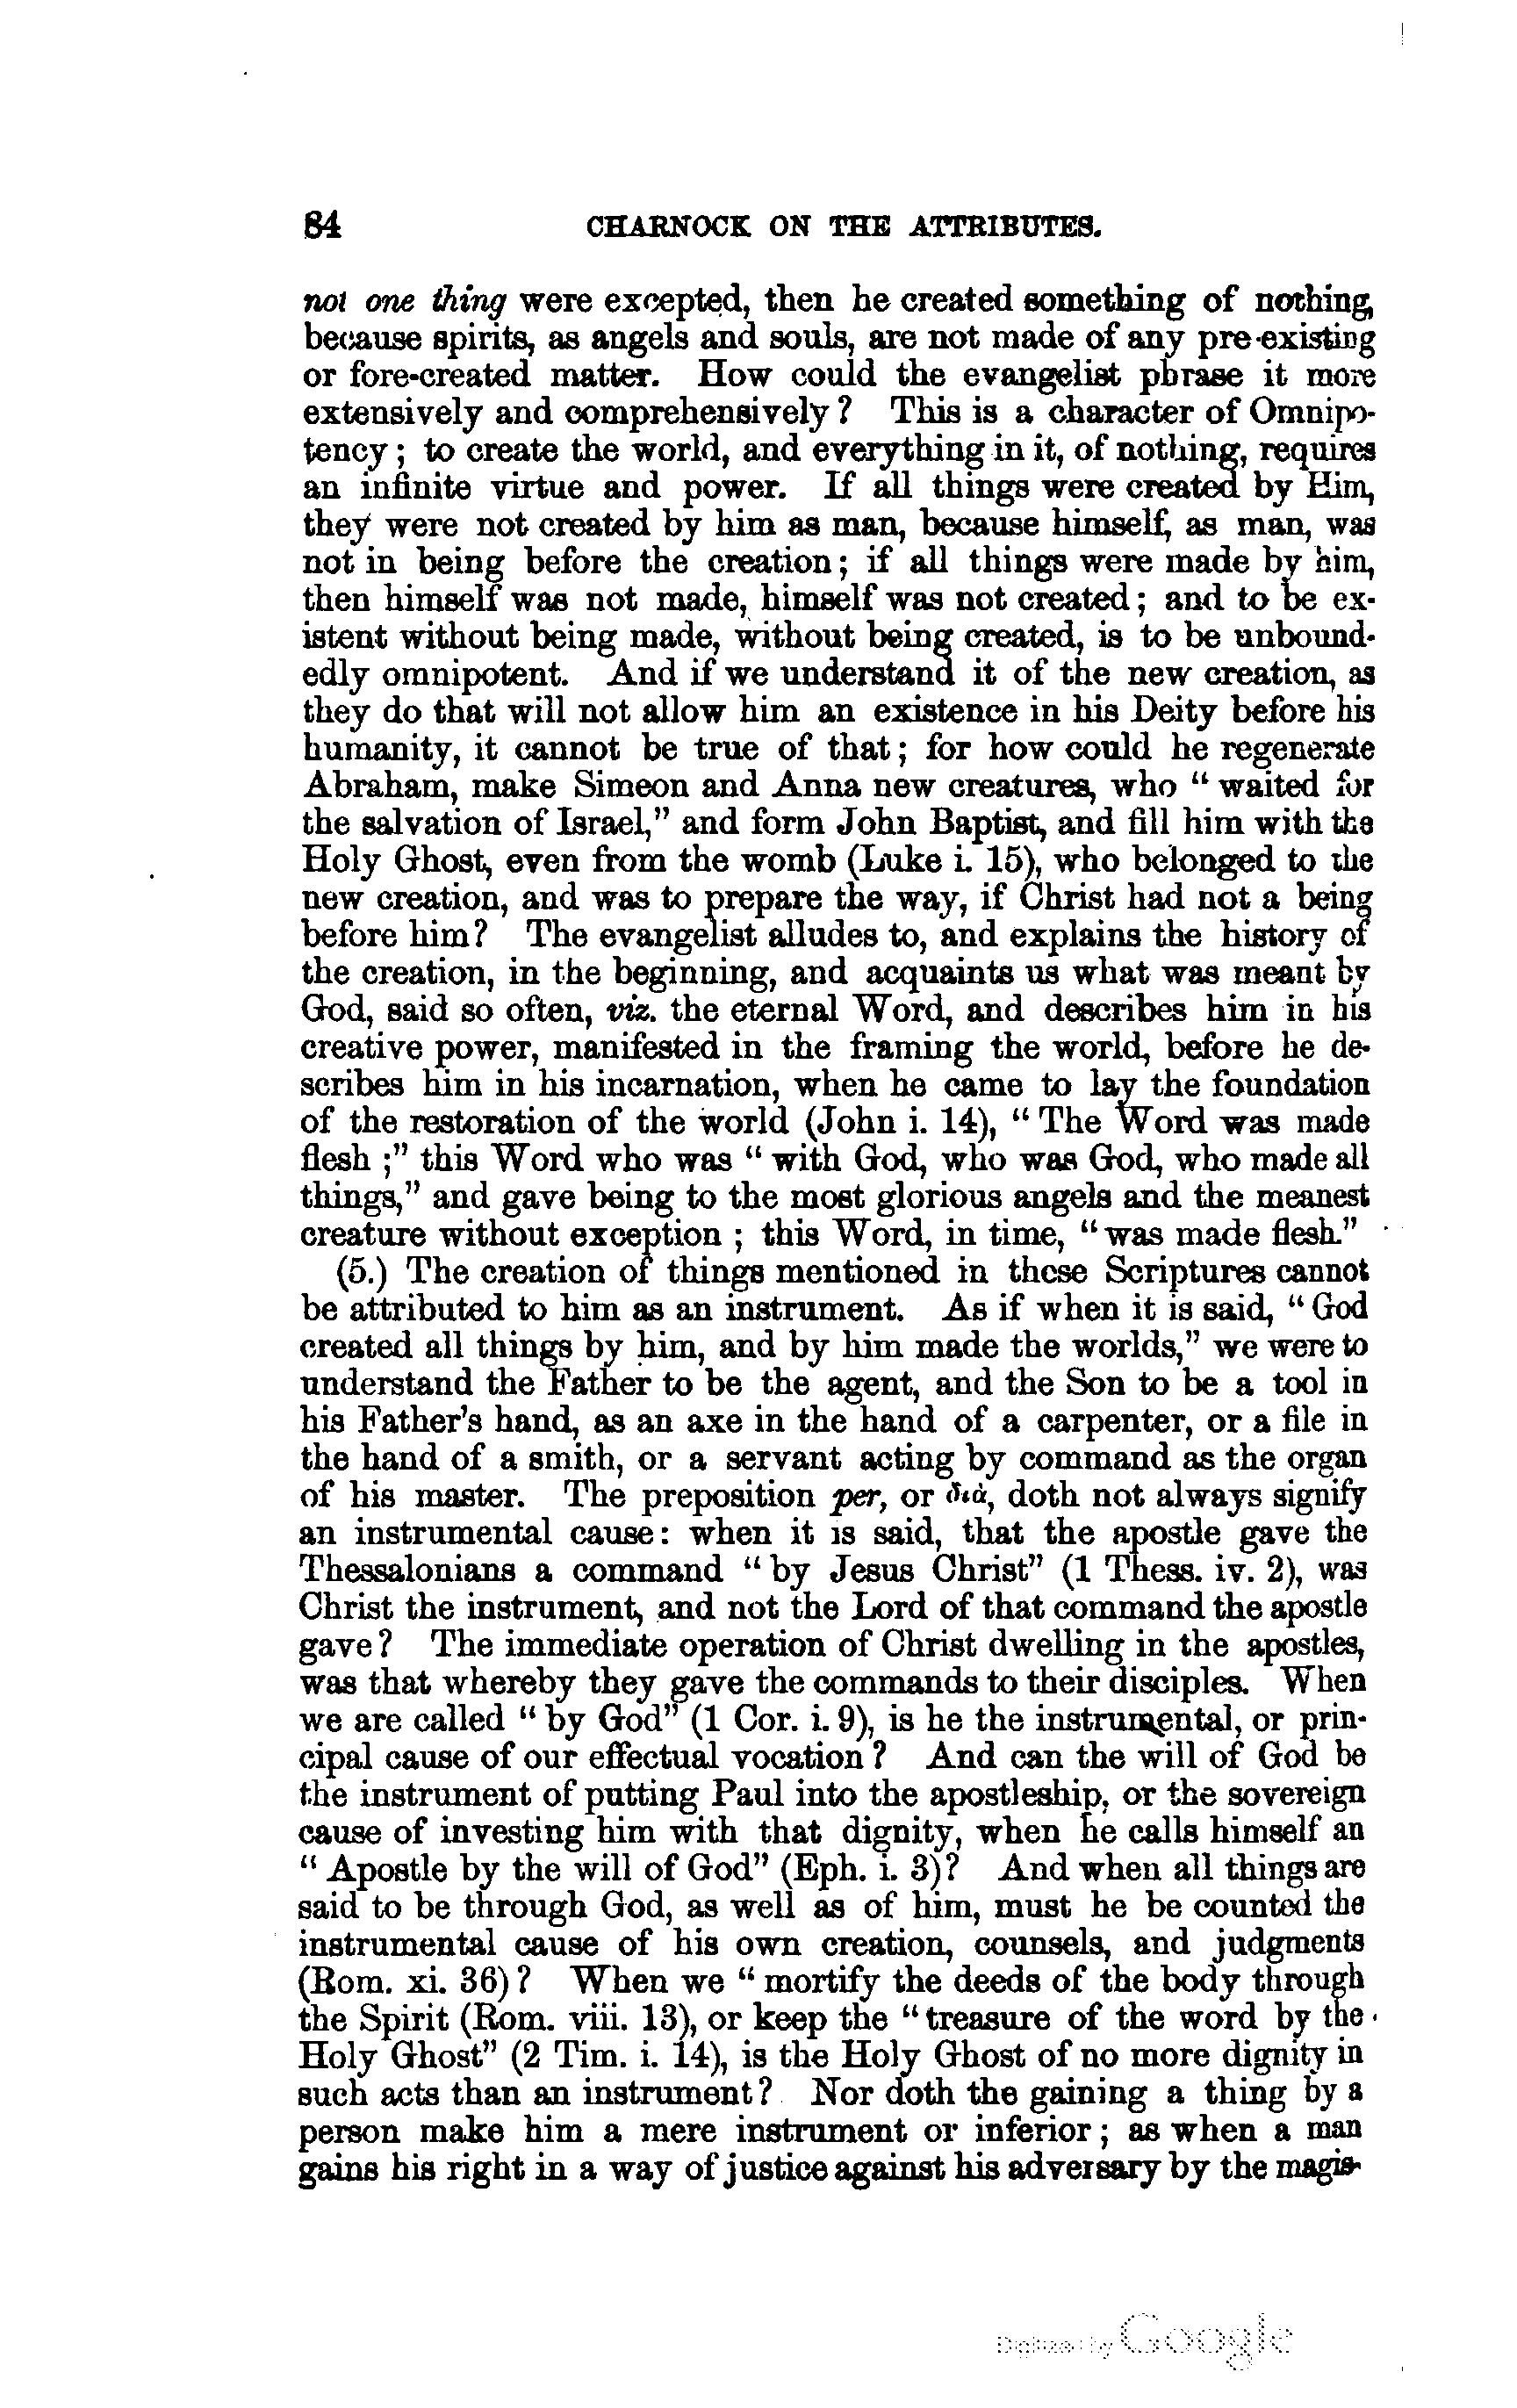 84 CHARNOCK ON THE ATTRIBUTES.
not one thing were excepted, then he created something of nothing,
because spirits, as angels and souls, are not made of any pre-existing
or fore-created matter. How could the evangelist phrase it more
extensively and comprehensively? This is a character of Omnipo-
tency; to create the world, and everything in it, of nothing, requires
an infinite virtue and power. If all things were created by Him,
they were not created by him as man, because himself, as man, was
not in being before the creation; if all things were made by him,
then himself was not made, himself was not created; and to be ex-
istent without being made, without being created, is to be unbound-
edly omnipotent. And if we understand it of the new creation, as
they do that will not allow him an existence in his Deity before his
humanity, it cannot be true of that; for how could he regenerate
Abraham, make Simeon and Anna new creatures, who "waited for
the salvation of Israel," and form John Baptist, and fill him with the
Holy Ghost, even from the womb (Luke i. 15), who belonged to the
new creation, and was to prepare the way, if Christ had not a being
before him? The evangelist alludes to, and explains the history of
the creation, in the beginning, and acquaints us what was meant by
God, said so often, viz. the eternal Word, and describes him in his
creative power, manifested in the framing the world, before he de-
scribes him in his incarnation, when he came to lay the foundation
of the restoration of the world (John i. 14), "The Word was made
flesh;" this Word who was "with God, who was God, who made all
things," and gave being to the most glorious angels and the meanest
creature without exception; this Word, in time, "was made flesh."
(5.) The creation of things mentioned in these Scriptures cannot
be attributed to him as an instrument. As if when it is said, "God
created all things by him, and by him made the worlds," we were to
understand the Father to be the agent, and the Son to be a tool in
his Father's hand, as an axe in the hand of a carpenter, or a file in
the hand of a smith, or a servant acting by command as the organ
of his master. The preposition per, or διὰ, doth not always signify
an instrumental cause: when it is said, that the apostle gave the
Thessalonians a command "by Jesus Christ" (1 Thess. iv. 2), was
Christ the instrument, and not the Lord of that command the apostle
gave? The immediate operation of Christ dwelling in the apostles,
was that whereby they gave the commands to their disciples. When
we are called "by God" (1 Cor. i. 9), is he the instrumental, or prin-
cipal cause of our effectual vocation? And can the will of God be
the instrument of putting Paul into the apostleship, or the sovereign
cause of investing him with that dignity, when he calls himself an
"Apostle by the will of God" (Eph. i. 3)? And when all things are
said to be through God, as well as of him, must he be counted the
instrumental cause of his own creation, counsels, and judgments
(Rom. xi. 36)? When we "mortify the deeds of the body through
the Spirit (Rom. viii. 13), or keep the "treasure of the word by the
Holy Ghost" (2 Tim. i. 14), is the Holy Ghost of no more dignity in
such acts than an instrument? Nor doth the gaining a thing by a
person make him a mere instrument or inferior; as when a man
gains his right in a way of justice against his adversary by the magis-
Digitized by Google